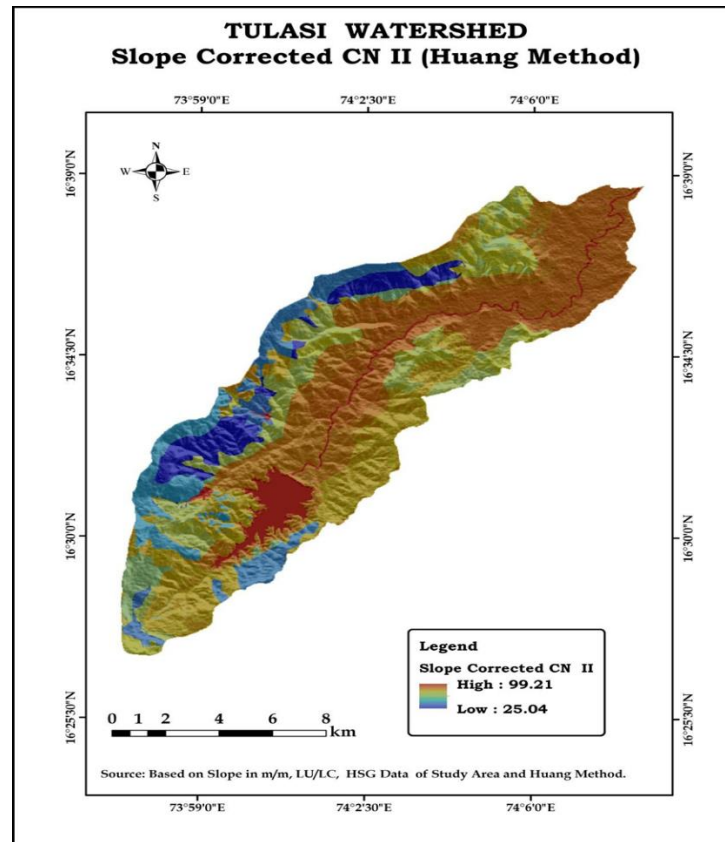 TULASI WATERSHED
Slope Corrected CN II (Huang Method)
73°59'0"E 74°2'30"E 74°6'0"E
N
W E
S
16°39'0"N 16°39'0"N
16°34'30"N 16°34'30"N
16°30'0"N 16°30'0"N
Legend
Slope Corrected CN II
High : 99.21
Low : 25.04
16°25'30"N 16°25'30"N
0 1 2 4 6 8
km
Source: Based on Slope in m/m, LU/LC, HSG Data of Study Area and Huang Method.
73°59'0"E 74°2'30"E 74°6'0"E